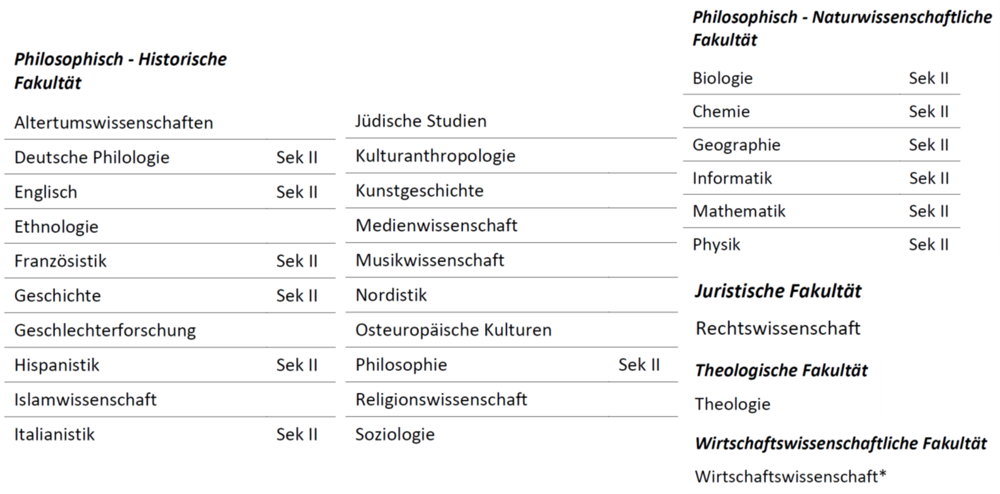 Philosophisch - Historische
Fakultät
Altertumswissenschaften
Deutsche Philologie Sek II
Englisch Sek II
Ethnologie
Französistik Sek II
Geschichte Sek II
Geschlechterforschung
Hispanistik Sek II
Islamwissenschaft
Italianistik Sek II
Jüdische Studien
Kulturanthropologie
Kunstgeschichte
Medienwissenschaft
Musikwissenschaft
Nordistik
Osteuropäische Kulturen
Philosophie Sek II
Religionswissenschaft
Soziologie
Philosophisch - Naturwissenschaftliche
Fakultät
Biologie Sek II
Chemie Sek II
Geographie Sek II
Informatik Sek II
Mathematik Sek II
Physik Sek II
Juristische Fakultät
Rechtswissenschaft
Theologische Fakultät
Theologie
Wirtschaftswissenschaftliche Fakultät
Wirtschaftswissenschaft*